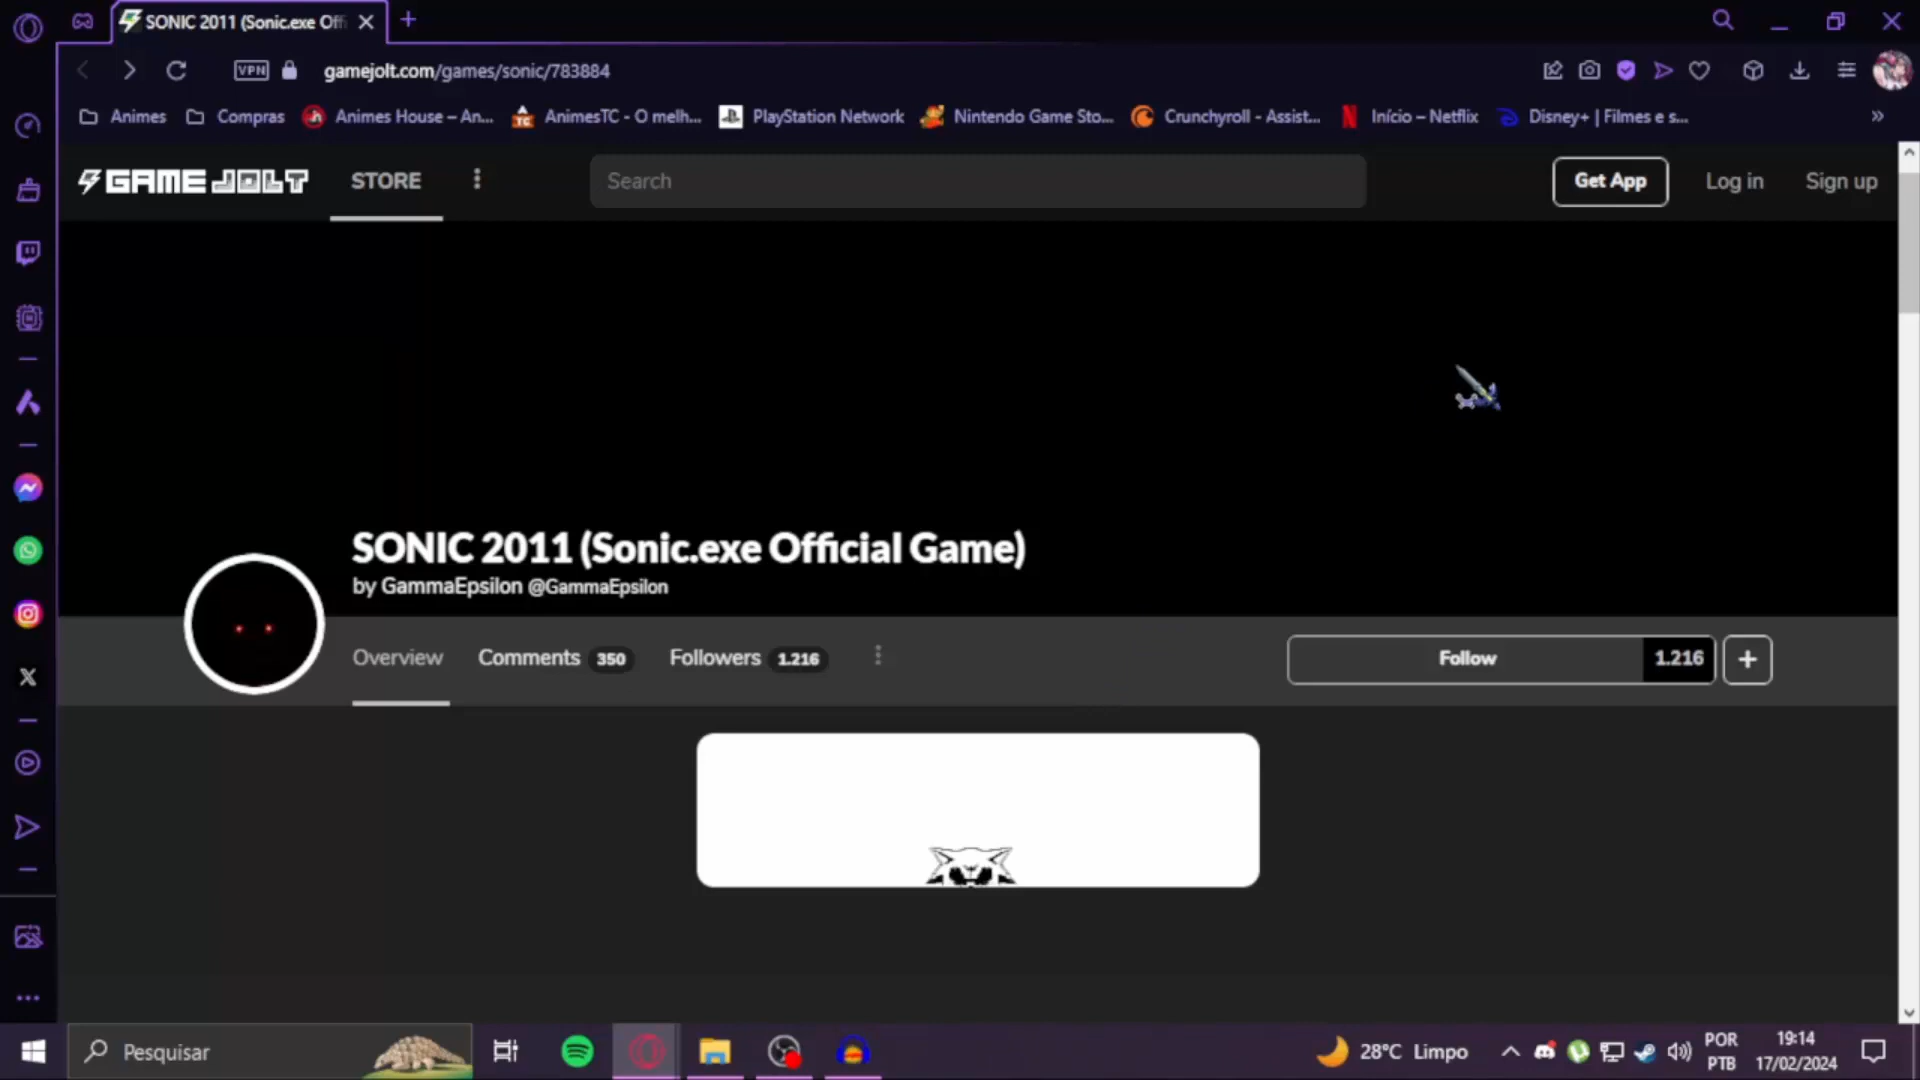 SONIC 2011 (Sonic.exe Off
VPN
gamejolt.com/games/sonic/783884
Animes
Compras
Animes House – An...
AnimesTC - O melh...
PlayStation Network
Nintendo Game Sto...
Crunchyroll - Assist...
Início – Netflix
Disney+ | Filmes e s...
GAME JOLT
STORE
Search
Get App
Log in
Sign up
SONIC 2011 (Sonic.exe Official Game)
by GammaEpsilon @GammaEpsilon
Overview
Comments 350
Followers 1.216
Follow 1.216
Pesquisar
28°C Limpo
POR
PTB
19:14
17/02/2024